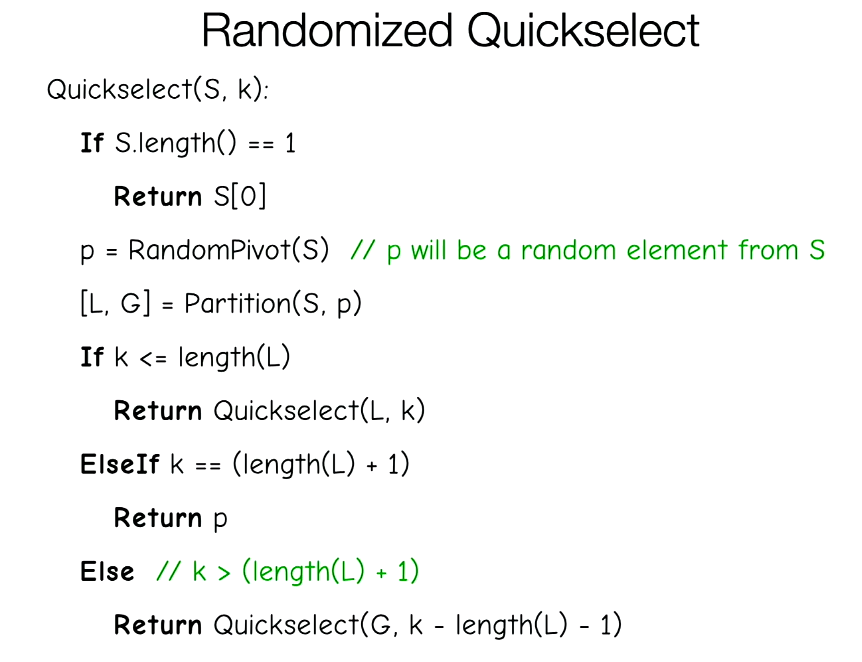 Randomized Quickselect
Quickselect(S, k):
If S.length() == 1
Return S[0]
p = RandomPivot(S) // p will be a random element from S
[L, G] = Partition(S, p)
If k <= length(L)
Return Quickselect(L, k)
ElseIf k == (length(L) + 1)
Return p
Else // k > (length(L) + 1)
Return Quickselect(G, k - length(L) - 1)